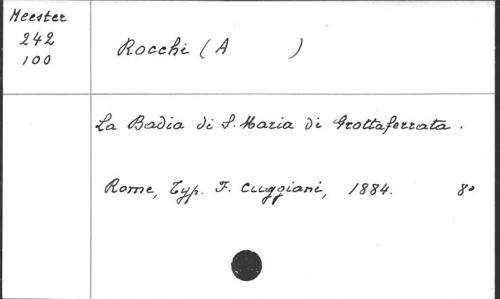 Meester
242
100
Rocchi (A )
La Badia di S. Maria di Grottaferrata.
Rome, Typ. F. Cuggiani, 1884. 8°